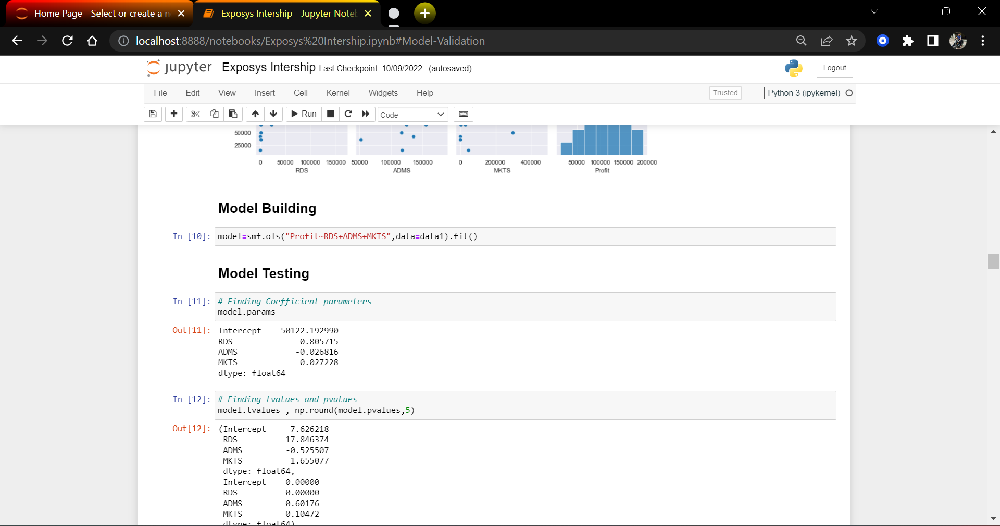 Home Page - Select or create a n
Exposys Intership - Jupyter Note
localhost:8888/notebooks/Exposys%20Intership.ipynb#Model-Validation
jupyter Exposys Intership Last Checkpoint: 10/09/2022 (autosaved)
Logout
File Edit View Insert Cell Kernel Widgets Help
Trusted
Python 3 (ipykernel)
Run
Code
50000
25000
0 50000 100000 150000 50000 100000 150000 0 200000 400000 50000 100000 150000 200000
RDS ADMS MKTS Profit
Model Building
In [10]: model=smf.ols("Profit~RDS+ADMS+MKTS",data=data1).fit()
Model Testing
In [11]: # Finding Coefficient parameters
model.params
Out[11]: Intercept 50122.192990
RDS 0.805715
ADMS -0.026816
MKTS 0.027228
dtype: float64
In [12]: # Finding tvalues and pvalues
model.tvalues , np.round(model.pvalues,5)
Out[12]: (Intercept 7.626218
RDS 17.846374
ADMS -0.525507
MKTS 1.655077
dtype: float64,
Intercept 0.00000
RDS 0.00000
ADMS 0.60176
MKTS 0.10472
dtype: float64)